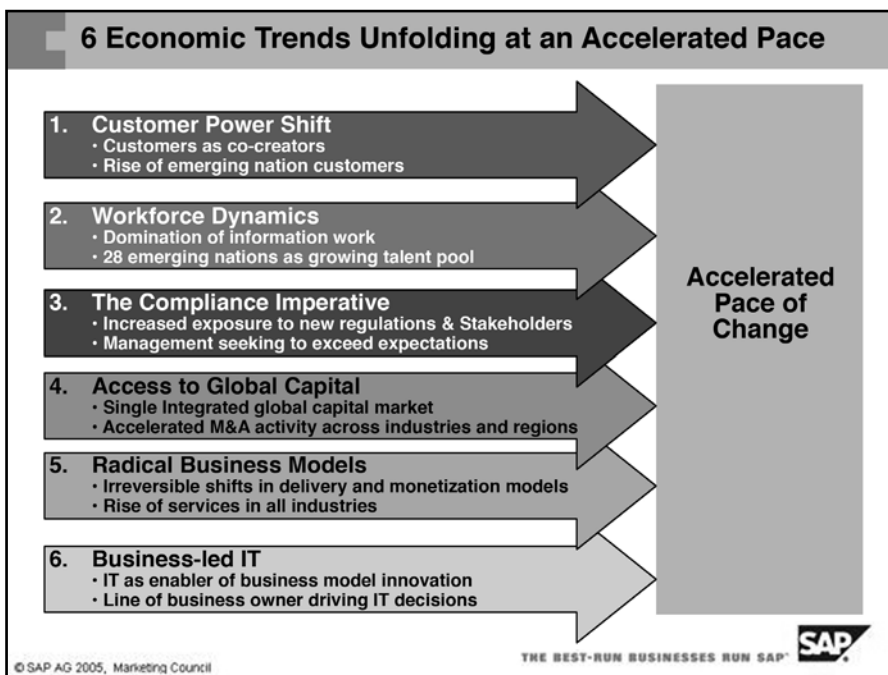 6 Economic Trends Unfolding at an Accelerated Pace
1. Customer Power Shift
· Customers as co-creators
· Rise of emerging nation customers
2. Workforce Dynamics
· Domination of information work
· 28 emerging nations as growing talent pool
3. The Compliance Imperative
· Increased exposure to new regulations & Stakeholders
· Management seeking to exceed expectations
4. Access to Global Capital
· Single Integrated global capital market
· Accelerated M&A activity across industries and regions
5. Radical Business Models
· Irreversible shifts in delivery and monetization models
· Rise of services in all industries
6. Business-led IT
· IT as enabler of business model innovation
· Line of business owner driving IT decisions
Accelerated
Pace of
Change
© SAP AG 2005, Marketing Council
THE BEST-RUN BUSINESSES RUN SAP™
SAP